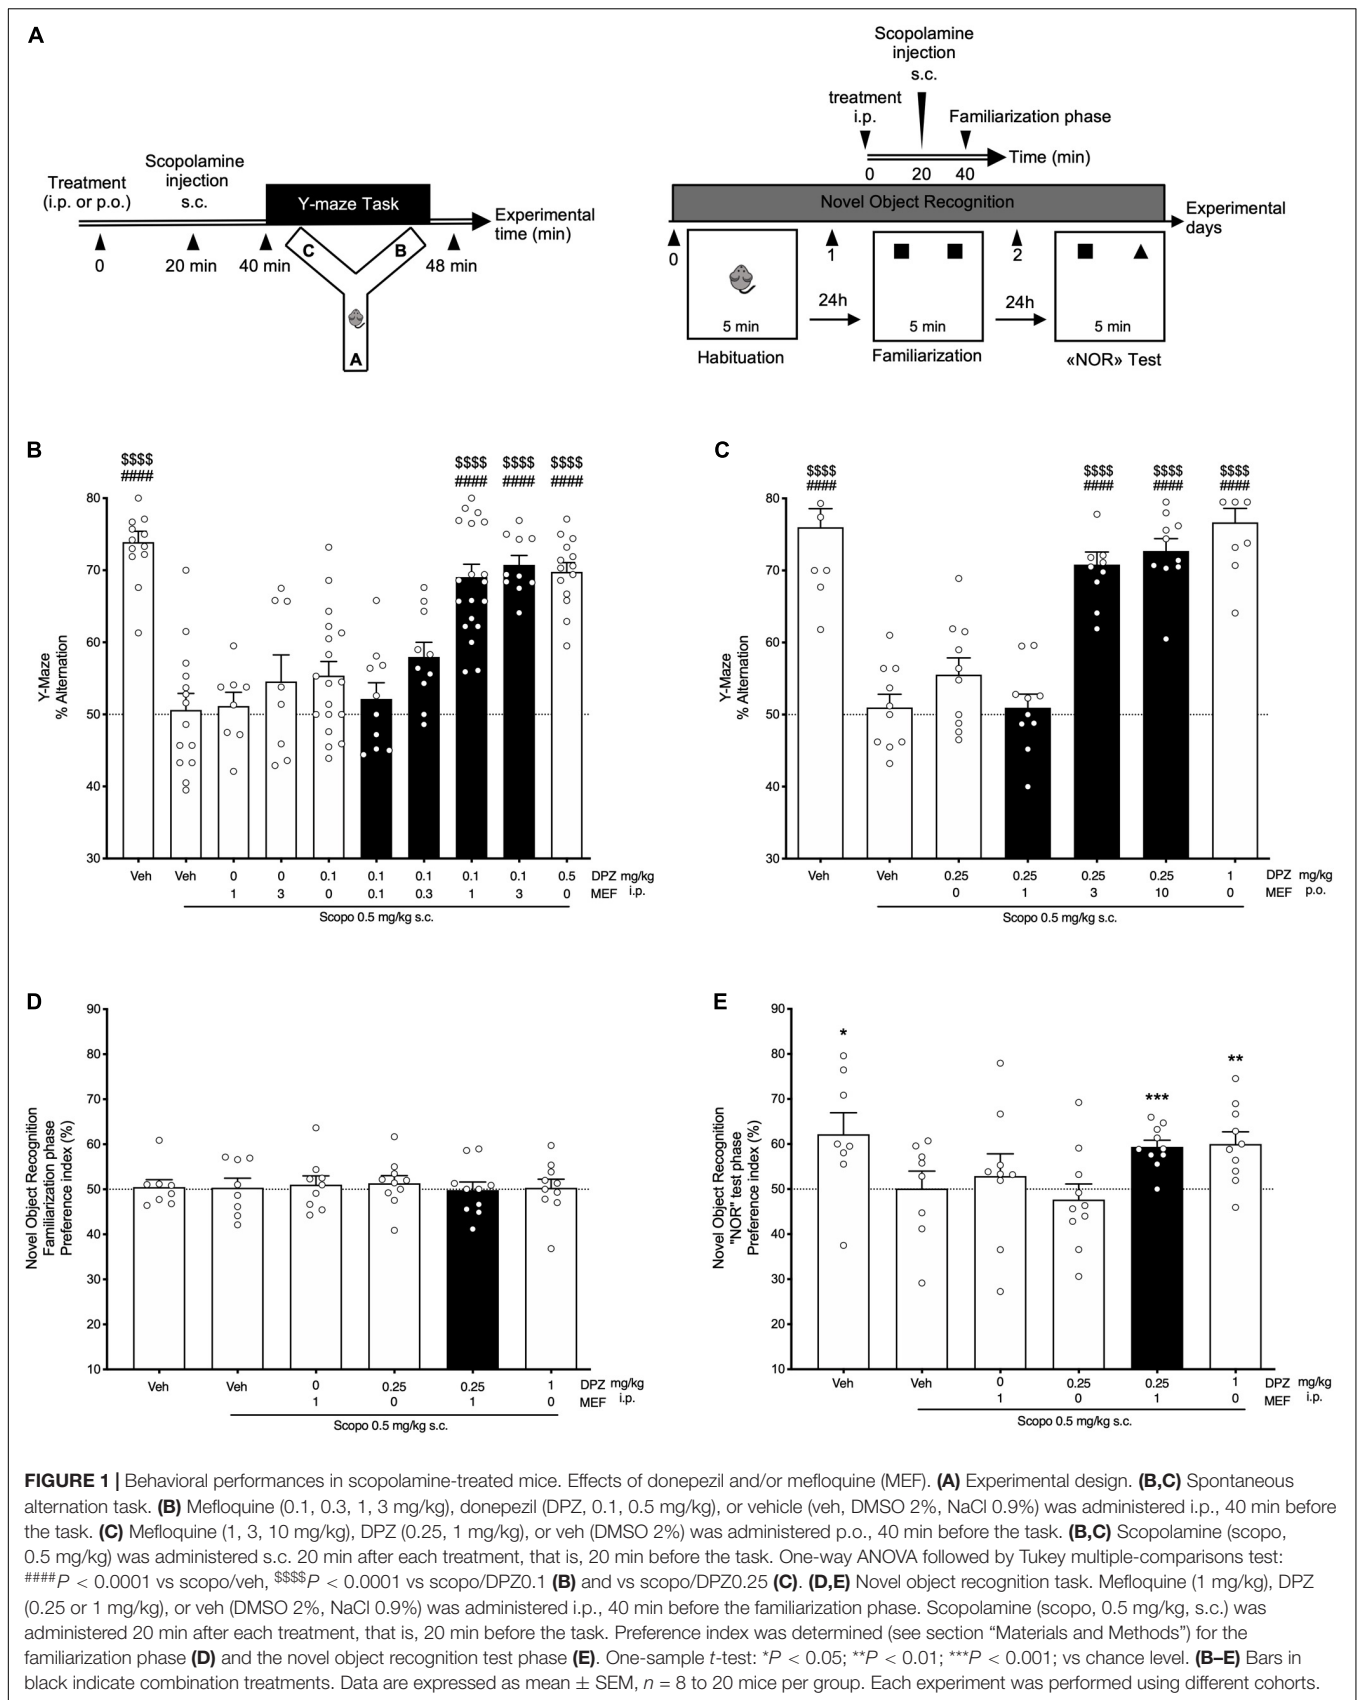 A
Treatment
(i.p. or p.o.)
Scopolamine
injection
s.c.
Y-maze Task
Experimental
time (min)
0
20 min
40 min
48 min
C
B
A
Scopolamine
injection
s.c.
treatment
i.p.
Familiarization phase
Time (min)
0 20 40
Novel Object Recognition
Experimental
days
0
1
2
24h
24h
5 min
5 min
5 min
Habituation
Familiarization
«NOR» Test
B
Y-Maze
% Alternation
80
70
60
50
40
30
$$$$ $$$$ $$$$ $$$$
#### #### #### ####
Veh Veh 0 0 0.1 0.1 0.1 0.1 0.1 0.5 DPZ mg/kg
1 3 0 0.1 0.3 1 3 0 MEF i.p.
Scopo 0.5 mg/kg s.c.
C
Y-Maze
% Alternation
80
70
60
50
40
30
$$$$ $$$$ $$$$ $$$$
#### #### #### ####
Veh Veh 0.25 0.25 0.25 0.25 1 DPZ mg/kg
0 1 3 10 0 MEF p.o.
Scopo 0.5 mg/kg s.c.
D
Novel Object Recognition
Familiarization phase
Preference index (%)
90
80
70
60
50
40
30
20
10
Veh Veh 0 0.25 0.25 1 DPZ mg/kg
1 0 1 0 MEF i.p.
Scopo 0.5 mg/kg s.c.
E
Novel Object Recognition
"NOR" test phase
Preference index (%)
90
80
70
60
50
40
30
20
10
* *** **
Veh Veh 0 0.25 0.25 1 DPZ mg/kg
1 0 1 0 MEF i.p.
Scopo 0.5 mg/kg s.c.
FIGURE 1 | Behavioral performances in scopolamine-treated mice. Effects of donepezil and/or mefloquine (MEF). (A) Experimental design. (B,C) Spontaneous
alternation task. (B) Mefloquine (0.1, 0.3, 1, 3 mg/kg), donepezil (DPZ, 0.1, 0.5 mg/kg), or vehicle (veh, DMSO 2%, NaCl 0.9%) was administered i.p., 40 min before
the task. (C) Mefloquine (1, 3, 10 mg/kg), DPZ (0.25, 1 mg/kg), or veh (DMSO 2%) was administered p.o., 40 min before the task. (B,C) Scopolamine (scopo,
0.5 mg/kg) was administered s.c. 20 min after each treatment, that is, 20 min before the task. One-way ANOVA followed by Tukey multiple-comparisons test:
####P < 0.0001 vs scopo/veh, $$$$P < 0.0001 vs scopo/DPZ0.1 (B) and vs scopo/DPZ0.25 (C). (D,E) Novel object recognition task. Mefloquine (1 mg/kg), DPZ
(0.25 or 1 mg/kg), or veh (DMSO 2%, NaCl 0.9%) was administered i.p., 40 min before the familiarization phase. Scopolamine (scopo, 0.5 mg/kg, s.c.) was
administered 20 min after each treatment, that is, 20 min before the task. Preference index was determined (see section “Materials and Methods”) for the
familiarization phase (D) and the novel object recognition test phase (E). One-sample t-test: *P < 0.05; **P < 0.01; ***P < 0.001; vs chance level. (B–E) Bars in
black indicate combination treatments. Data are expressed as mean ± SEM, n = 8 to 20 mice per group. Each experiment was performed using different cohorts.